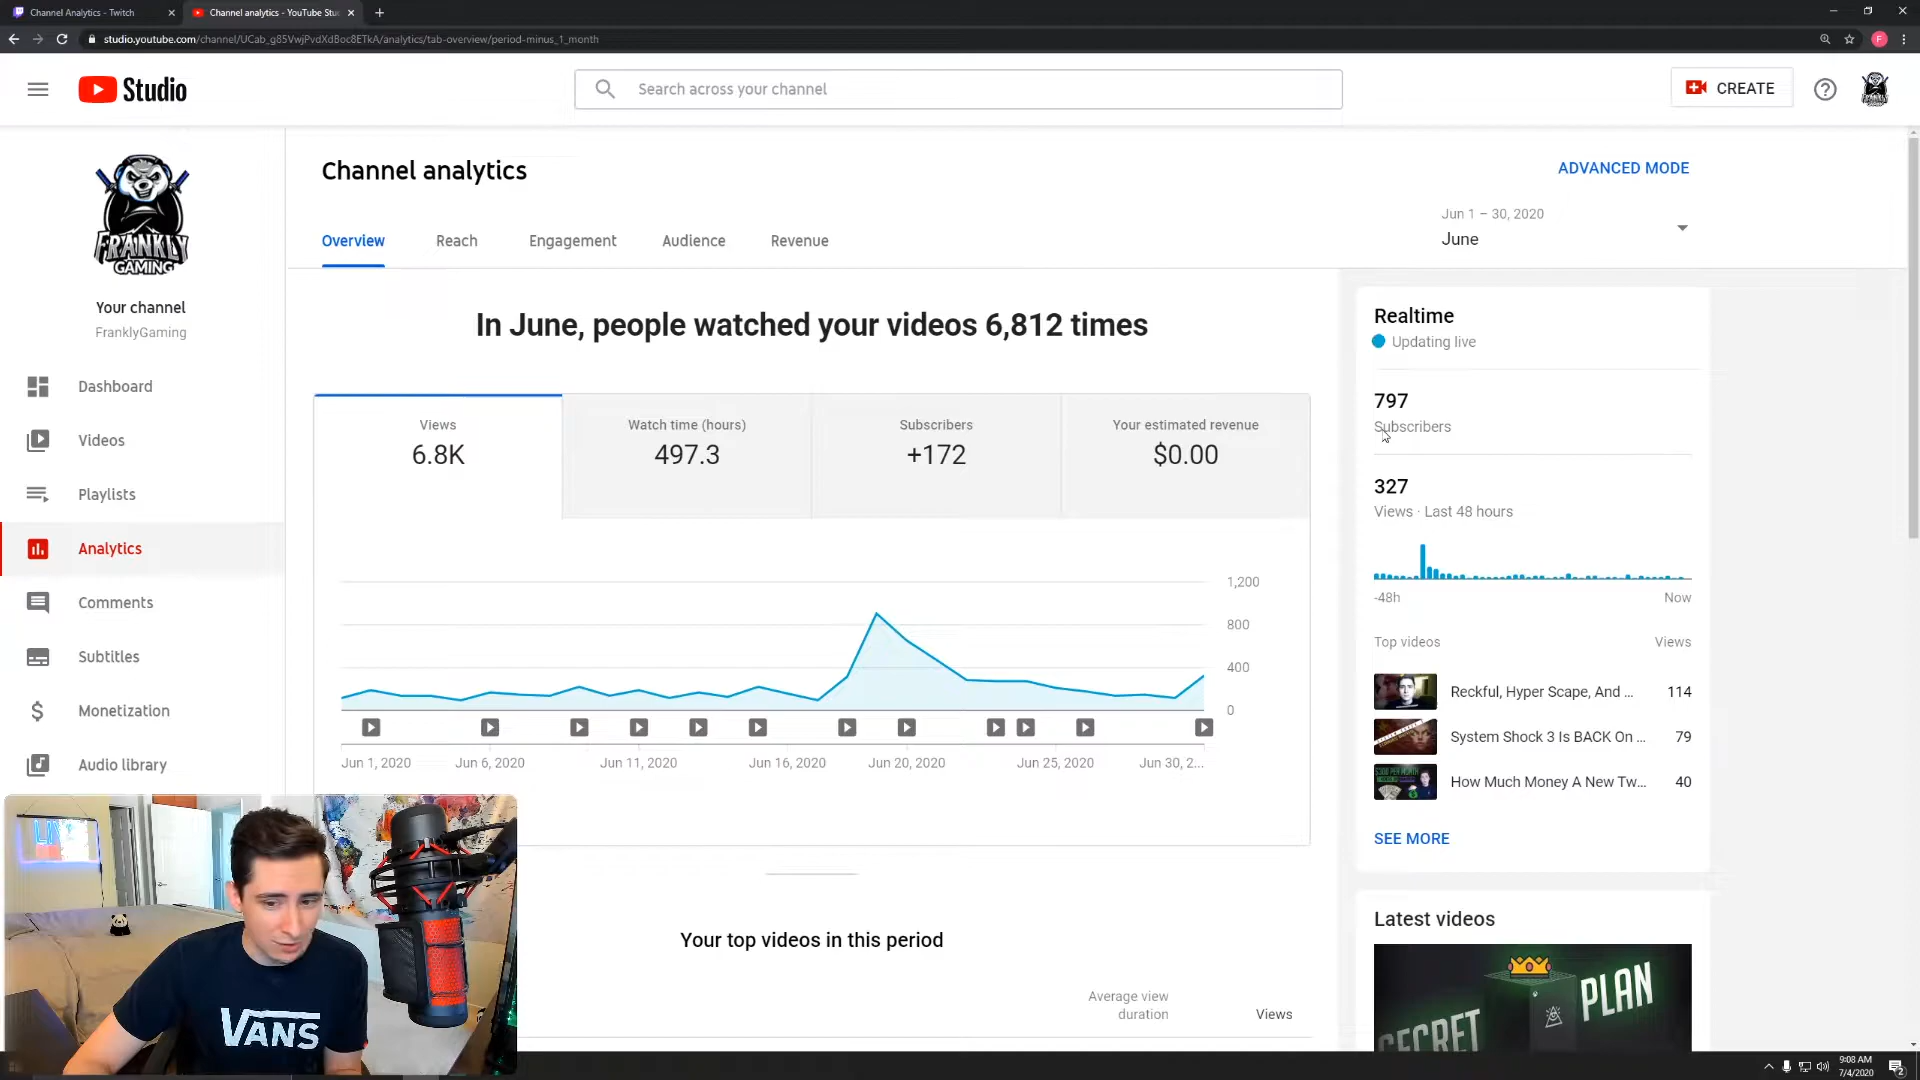 Channel Analytics - Twitch
Channel analytics - YouTube Stu
studio.youtube.com/channel/UCab_g85VwjPvdXdBoc8ETkA/analytics/tab-overview/period-minus_1_month
F
Studio
Search across your channel
CREATE
FRANKLY
GAMING
Your channel
FranklyGaming
Dashboard
Videos
Playlists
Analytics
Comments
Subtitles
Monetization
Audio library
Channel analytics
ADVANCED MODE
Jun 1 – 30, 2020
June
Overview
Reach
Engagement
Audience
Revenue
In June, people watched your videos 6,812 times
Views
6.8K
Watch time (hours)
497.3
Subscribers
+172
Your estimated revenue
$0.00
1,200
800
400
0
Jun 1, 2020
Jun 6, 2020
Jun 11, 2020
Jun 16, 2020
Jun 20, 2020
Jun 25, 2020
Jun 30, 2...
Your top videos in this period
Average view
duration
Views
Realtime
Updating live
797
Subscribers
327
Views · Last 48 hours
-48h
Now
Top videos
Views
Reckful, Hyper Scape, And ...
114
System Shock 3 Is BACK On ...
79
How Much Money A New Tw...
40
SEE MORE
Latest videos
SECRET
PLAN
VANS
9:08 AM
7/4/2020
2